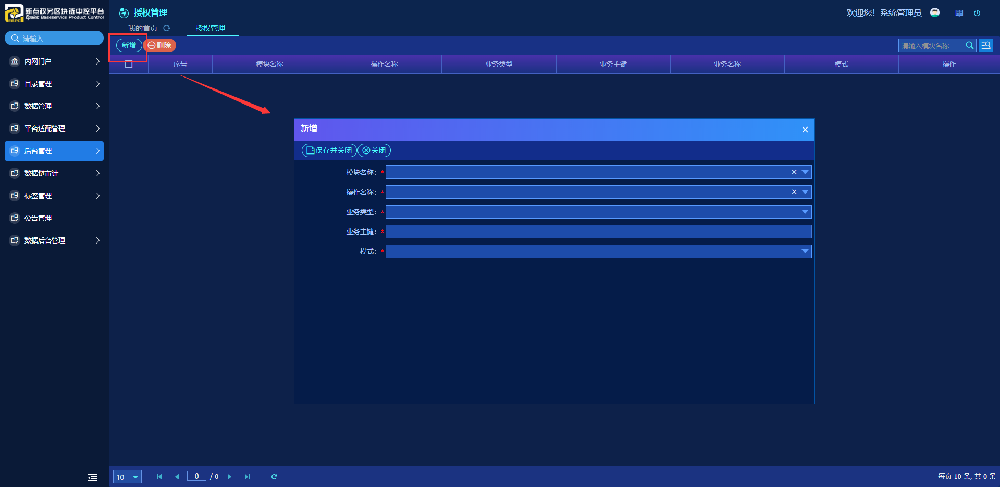 新点政务区块链中控平台
Epoint Baseservice Product Control
EBPC
授权管理
欢迎您！系统管理员
我的首页
授权管理
请输入
新增
删除
请输入模块名称
内网门户
目录管理
数据管理
平台适配管理
后台管理
数据链审计
标签管理
公告管理
数据后台管理
序号
模块名称
操作名称
业务类型
业务主键
业务名称
模式
操作
新增
保存并关闭
关闭
模块名称：*
操作名称：*
业务类型：*
业务主键：*
模式：*
10
0 / 0
每页 10 条, 共 0 条